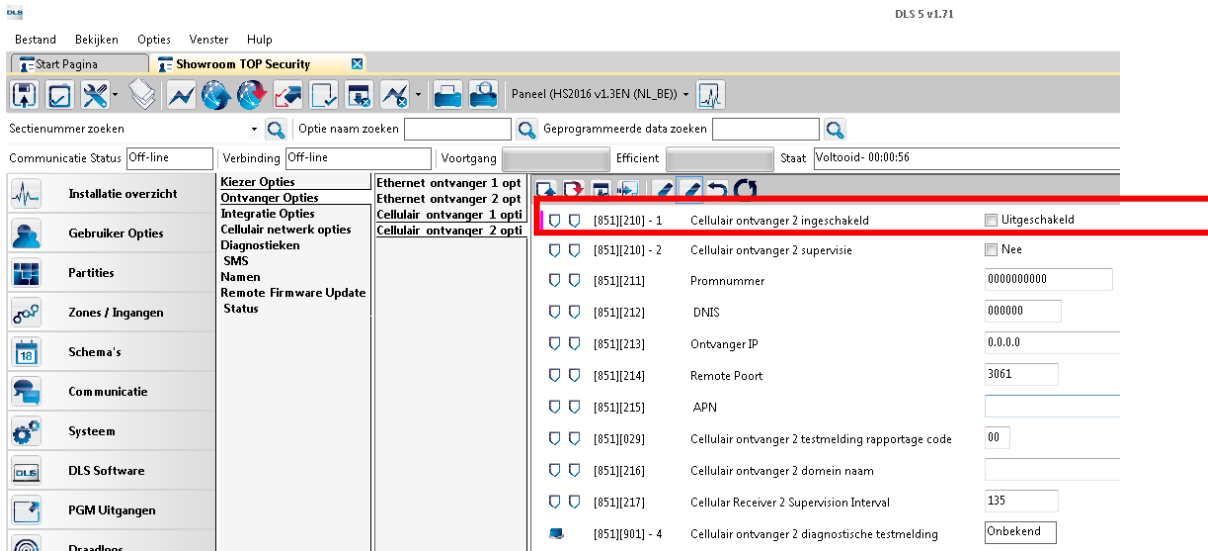 DLS
DLS 5 v1.71
Bestand Bekijken Opties Venster Hulp
Start Pagina Showroom TOP Security
Paneel (HS2016 v1.3EN (NL_BE))
Sectienummer zoeken Optie naam zoeken Geprogrammeerde data zoeken
Communicatie Status Off-line Verbinding Off-line Voortgang Efficient Staat Voltooid- 00:00:56
Installatie overzicht
Gebruiker Opties
Partities
Zones / Ingangen
18 Schema's
Communicatie
Systeem
DLS DLS Software
PGM Uitgangen
Draadloos
Kiezer Opties
Ontvanger Opties
Integratie Opties
Cellulair netwerk opties
Diagnostieken
SMS
Namen
Remote Firmware Update
Status
Ethernet ontvanger 1 opt
Ethernet ontvanger 2 opt
Cellulair ontvanger 1 opti
Cellulair ontvanger 2 opti
[851][210] - 1 Cellulair ontvanger 2 ingeschakeld Uitgeschakeld
[851][210] - 2 Cellulair ontvanger 2 supervisie Nee
[851][211] Promnummer 0000000000
[851][212] DNIS 000000
[851][213] Ontvanger IP 0.0.0.0
[851][214] Remote Poort 3061
[851][215] APN
[851][029] Cellulair ontvanger 2 testmelding rapportage code 00
[851][216] Cellulair ontvanger 2 domein naam
[851][217] Cellular Receiver 2 Supervision Interval 135
[851][901] - 4 Cellulair ontvanger 2 diagnostische testmelding Onbekend